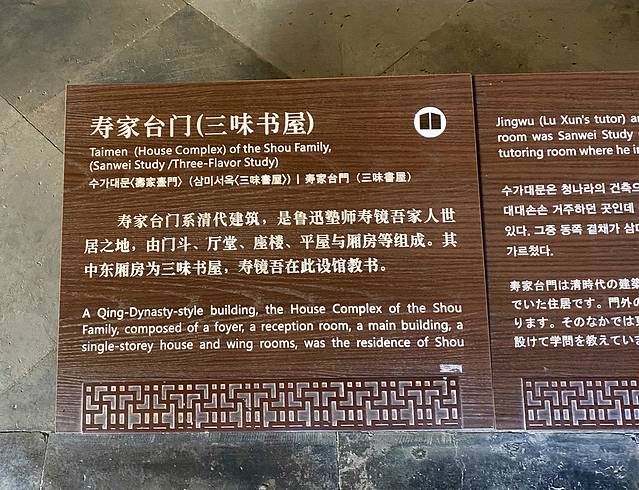 寿家台门(三味书屋)
Taimen (House Complex) of the Shou Family,
(Sanwei Study /Three-Flavor Study)
수가대문〈壽家臺門〉（삼미서옥〈三味書屋〉）| 寿家台門（三味書屋）
寿家台门系清代建筑，是鲁迅塾师寿镜吾家人世
居之地，由门斗、厅堂、座楼、平屋与厢房等组成。其
中东厢房为三味书屋，寿镜吾在此设馆教书。
A Qing-Dynasty-style building, the House Complex of the Shou
Family, composed of a foyer, a reception room, a main building, a
single-storey house and wing rooms, was the residence of Shou
Jingwu (Lu Xun's tutor)
room was Sanwei Study
tutoring room where he
수가대문은 청나라의
대대손손 거주하던 곳인데
있다. 그중 동쪽 곁채가
가르쳤다.
寿家台門は清時代の建
でいた住居です。門外の
ります。そのなかでは
設けて学問を教えていま